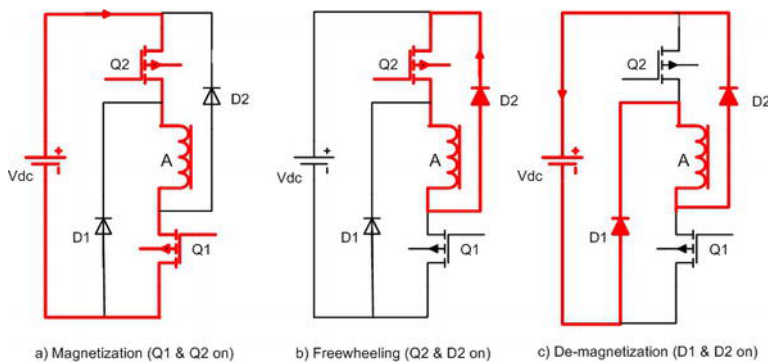 Q2
D2
+
A
-
Vdc
D1
Q1
a) Magnetization (Q1 & Q2 on)
Q2
D2
+
A
-
Vdc
D1
Q1
b) Freewheeling (Q2 & D2 on)
Q2
D2
+
A
-
Vdc
D1
Q1
c) De-magnetization (D1 & D2 on)